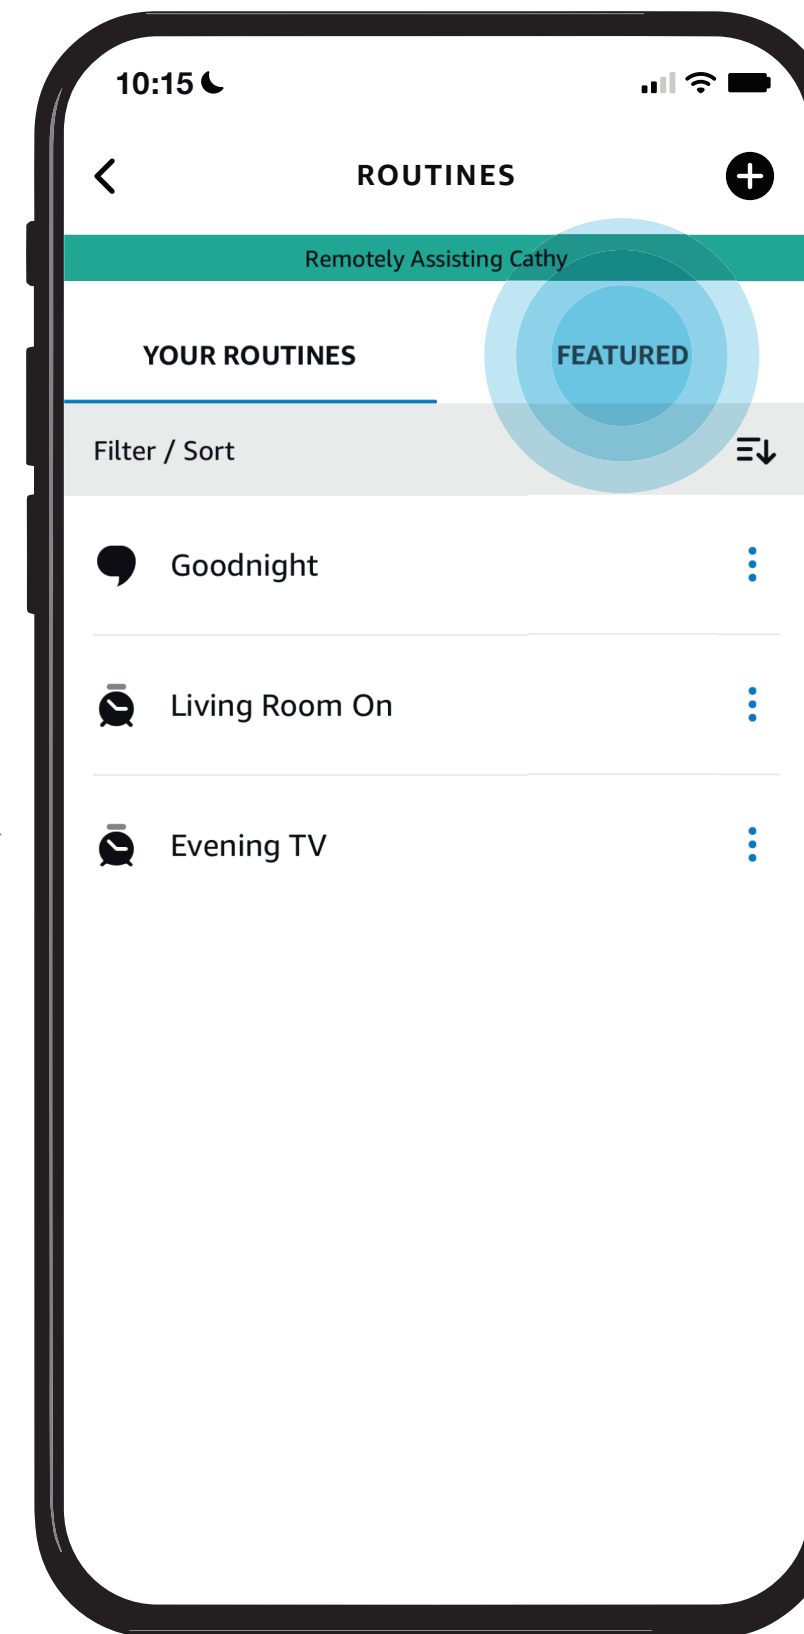 10:15
ROUTINES
Remotely Assisting Cathy
YOUR ROUTINES FEATURED
Filter / Sort
Goodnight
Living Room On
Evening TV